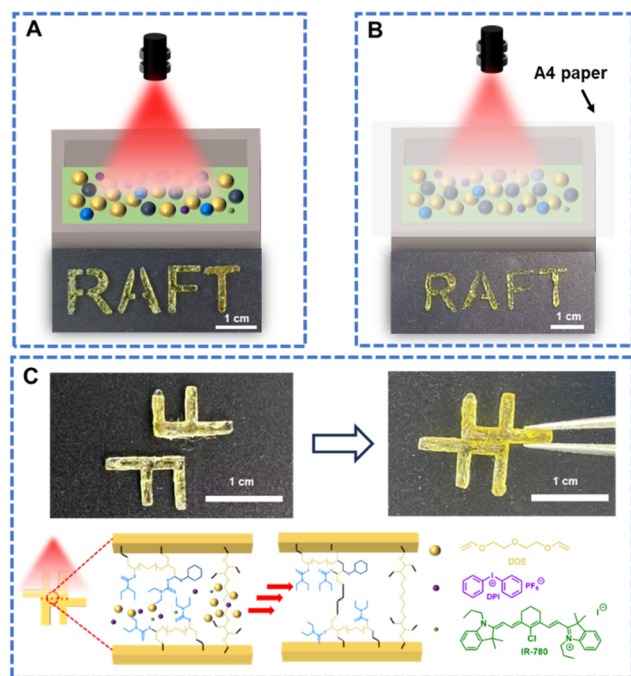 A
RAFT
1 cm
B
A4 paper
RAFT
1 cm
C
1 cm
1 cm
DDE
I
⊕
PF₆⊖
DPI
N
Cl
N
⊕
I⊖
IR-780